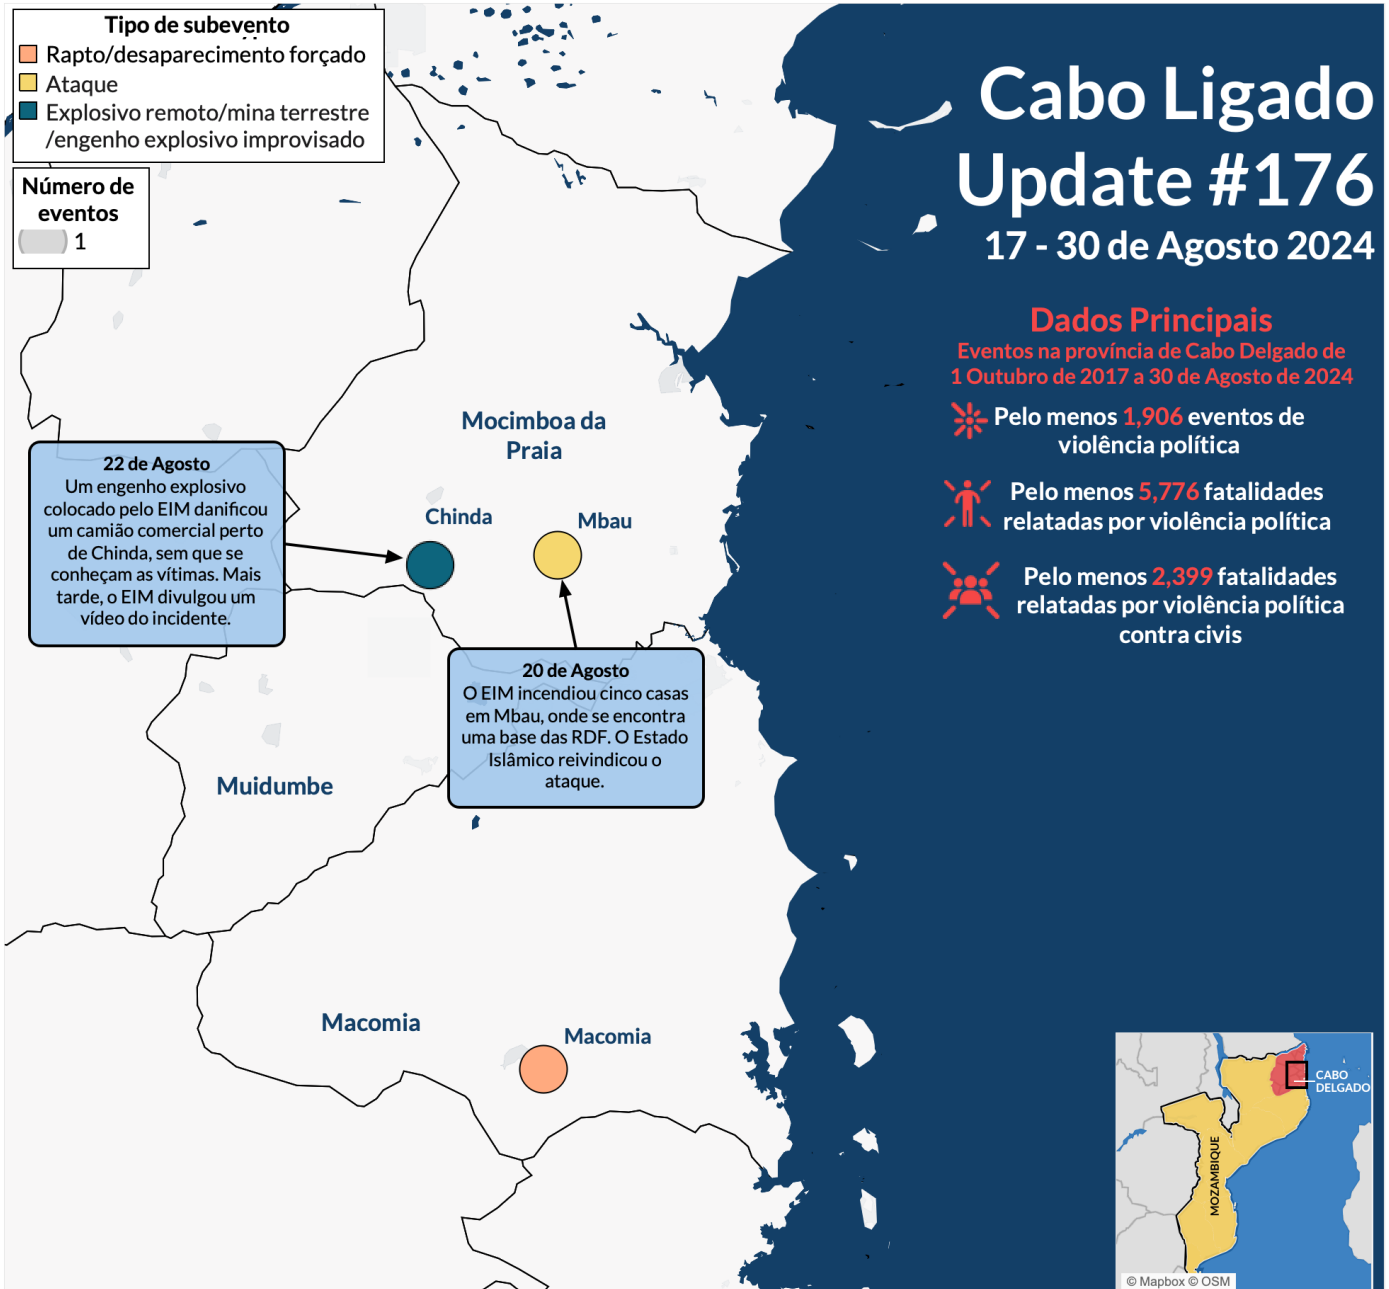 Tipo de subevento
Rapto/desaparecimento forçado
Ataque
Explosivo remoto/mina terrestre
/engenho explosivo improvisado
Número de
eventos
1
Cabo Ligado
Update #176
17 - 30 de Agosto 2024
Dados Principais
Eventos na província de Cabo Delgado de
1 Outubro de 2017 a 30 de Agosto de 2024
Pelo menos 1,906 eventos de
violência política
Pelo menos 5,776 fatalidades
relatadas por violência política
Pelo menos 2,399 fatalidades
relatadas por violência política
contra civis
Mocimboa da
Praia
22 de Agosto
Um engenho explosivo
colocado pelo EIM danificou
um camião comercial perto
de Chinda, sem que se
conheçam as vítimas. Mais
tarde, o EIM divulgou um
vídeo do incidente.
Chinda
Mbau
20 de Agosto
O EIM incendiou cinco casas
em Mbau, onde se encontra
uma base das RDF. O Estado
Islâmico reivindicou o
ataque.
Muidumbe
Macomia
Macomia
CABO
DELGADO
MOZAMBIQUE
© Mapbox © OSM